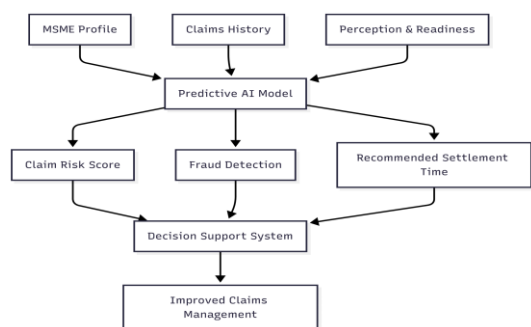 MSME Profile
Claims History
Perception & Readiness
Predictive AI Model
Claim Risk Score
Fraud Detection
Recommended Settlement
Time
Decision Support System
Improved Claims
Management